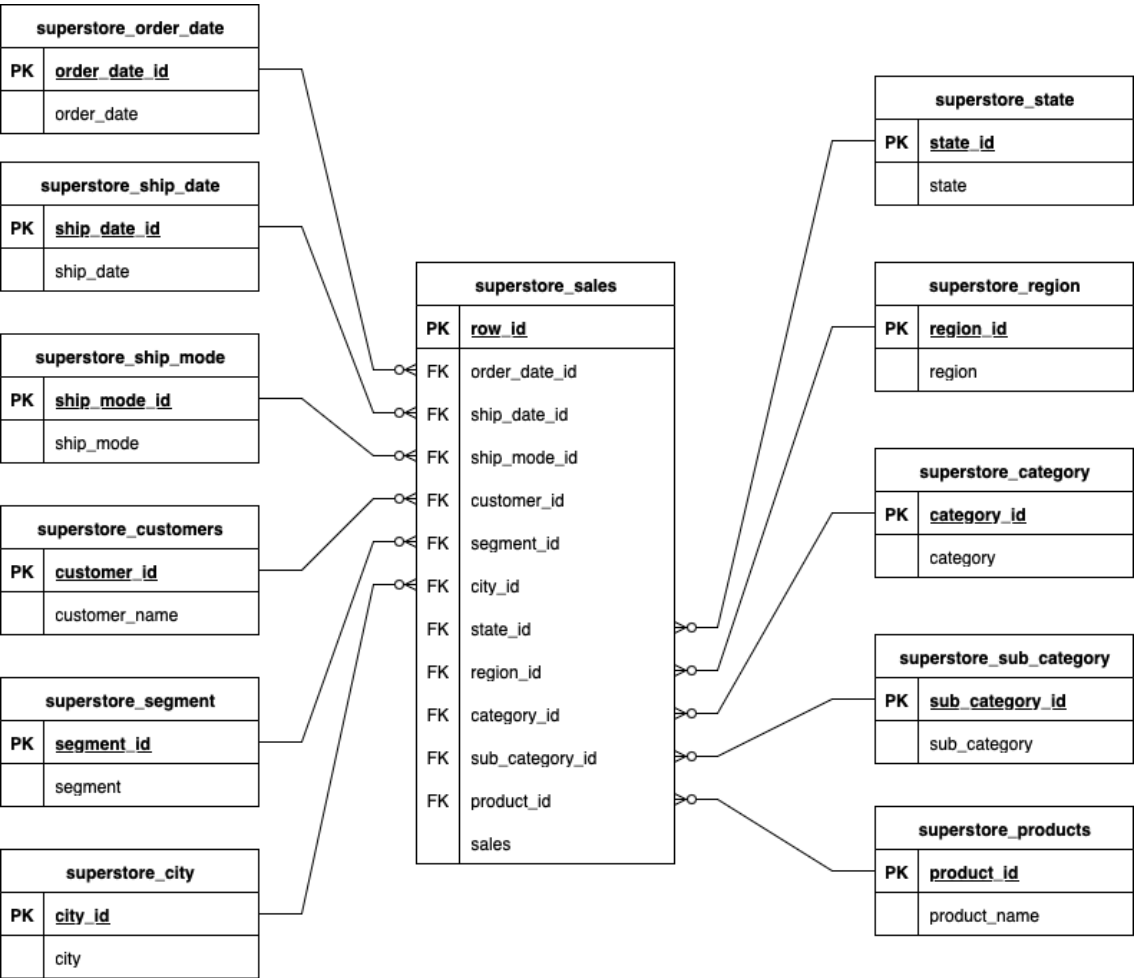 superstore_order_date
PK order_date_id
order_date
superstore_ship_date
PK ship_date_id
ship_date
superstore_ship_mode
PK ship_mode_id
ship_mode
superstore_customers
PK customer_id
customer_name
superstore_segment
PK segment_id
segment
superstore_city
PK city_id
city
superstore_sales
PK row_id
FK order_date_id
FK ship_date_id
FK ship_mode_id
FK customer_id
FK segment_id
FK city_id
FK state_id
FK region_id
FK category_id
FK sub_category_id
FK product_id
sales
superstore_state
PK state_id
state
superstore_region
PK region_id
region
superstore_category
PK category_id
category
superstore_sub_category
PK sub_category_id
sub_category
superstore_products
PK product_id
product_name